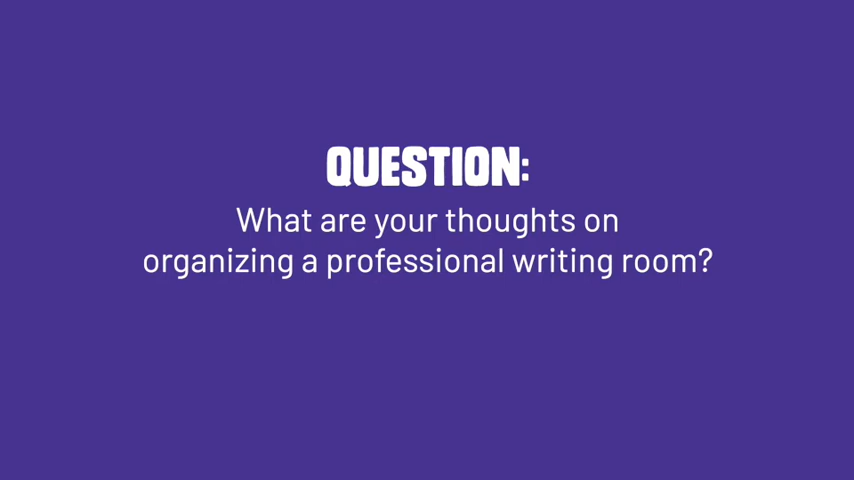 QUESTION:
What are your thoughts on
organizing a professional writing room?